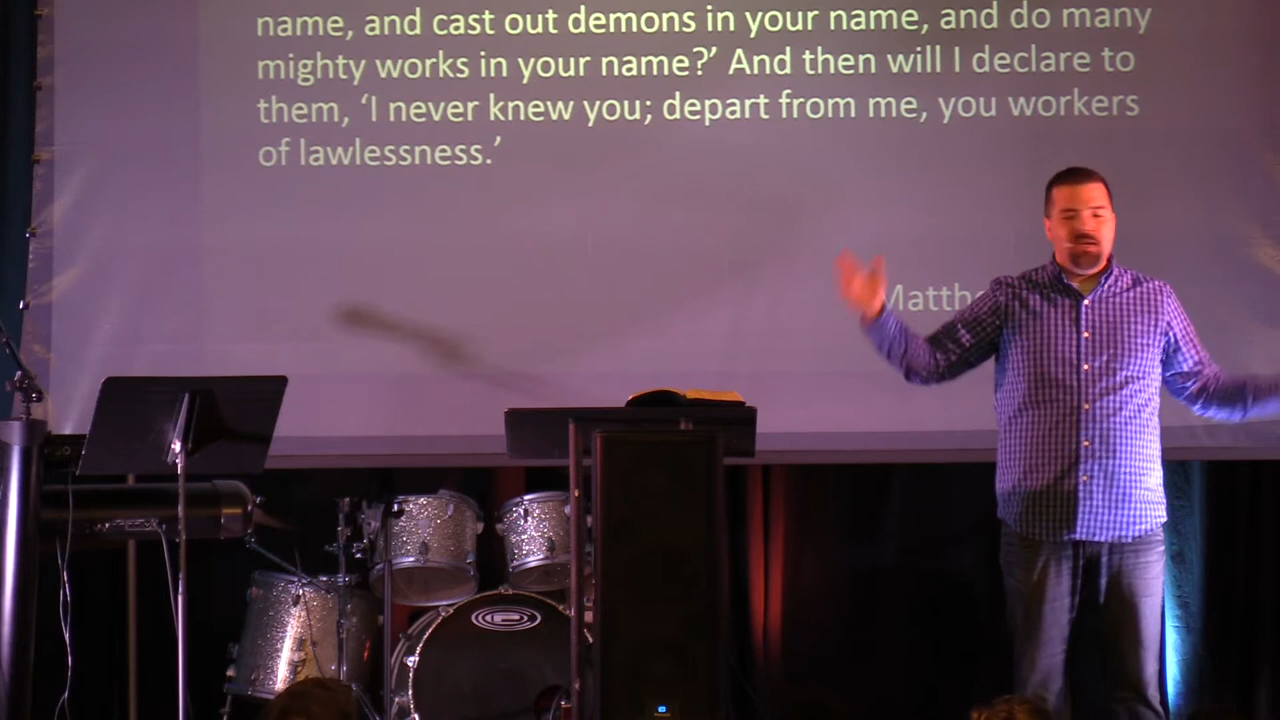 name, and cast out demons in your name, and do many
mighty works in your name?’ And then will I declare to
them, ‘I never knew you; depart from me, you workers
of lawlessness.’